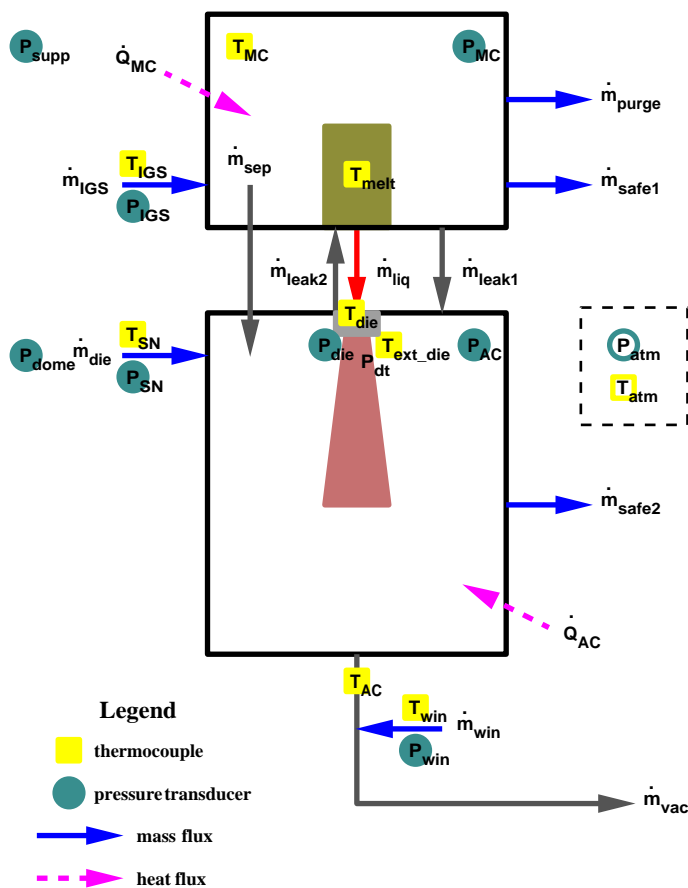 P_supp
Q̇_MC
T_MC
P_MC
ṁ_purge
ṁ_IGS
T_IGS
P_IGS
ṁ_sep
T_melt
ṁ_safe1
ṁ_leak2
ṁ_liq
ṁ_leak1
P_dome
ṁ_die
T_SN
P_SN
T_die
P_die
P_dt
T_ext_die
P_AC
P_atm
T_atm
ṁ_safe2
Q̇_AC
T_AC
T_win
ṁ_win
P_win
ṁ_vac
Legend
thermocouple
pressure transducer
mass flux
heat flux